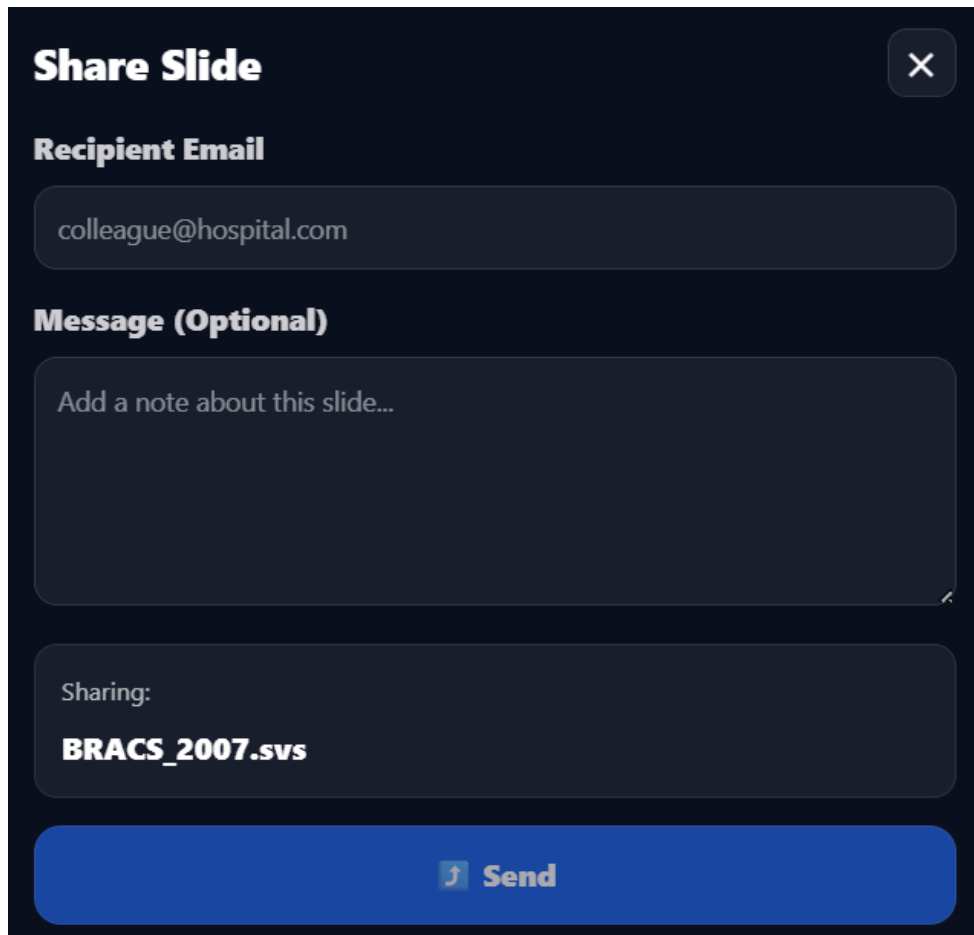 Share Slide
Recipient Email
colleague@hospital.com
Message (Optional)
Add a note about this slide...
Sharing:
BRACS_2007.svs
Send